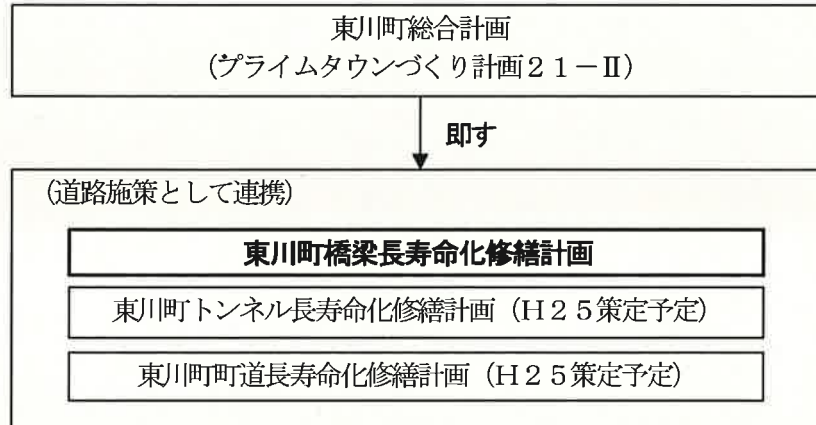 東川町総合計画
(プライムタウンづくり計画２１－Ⅱ)
即す
(道路施策として連携)
東川町橋梁長寿命化修繕計画
東川町トンネル長寿命化修繕計画（Ｈ２５策定予定）
東川町町道長寿命化修繕計画（Ｈ２５策定予定）